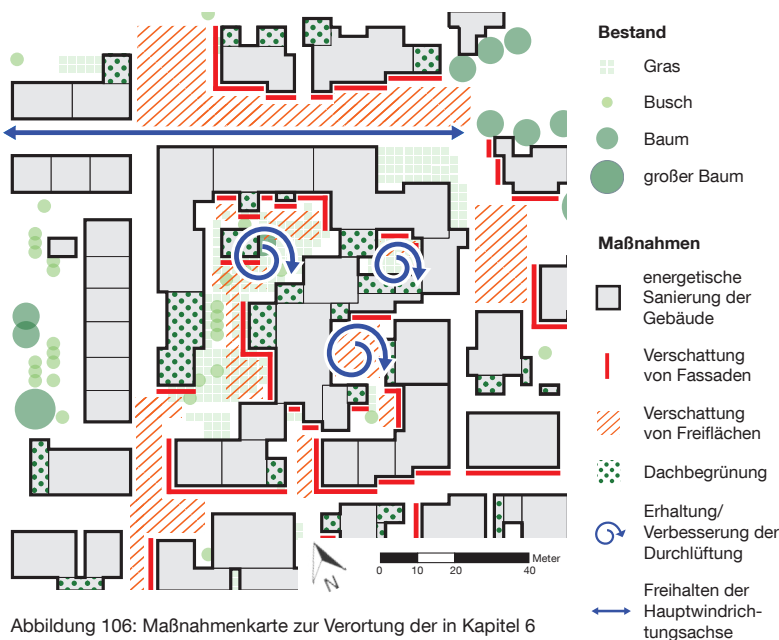 Bestand
Gras
Busch
Baum
großer Baum
Maßnahmen
energetische
Sanierung der
Gebäude
Verschattung
von Fassaden
Verschattung
von Freiflächen
Dachbegrünung
Erhaltung/
Verbesserung der
Durchlüftung
Freihalten der
Hauptwindrich-
tungsachse
N
Meter
0 10 20 40
Abbildung 106: Maßnahmenkarte zur Verortung der in Kapitel 6